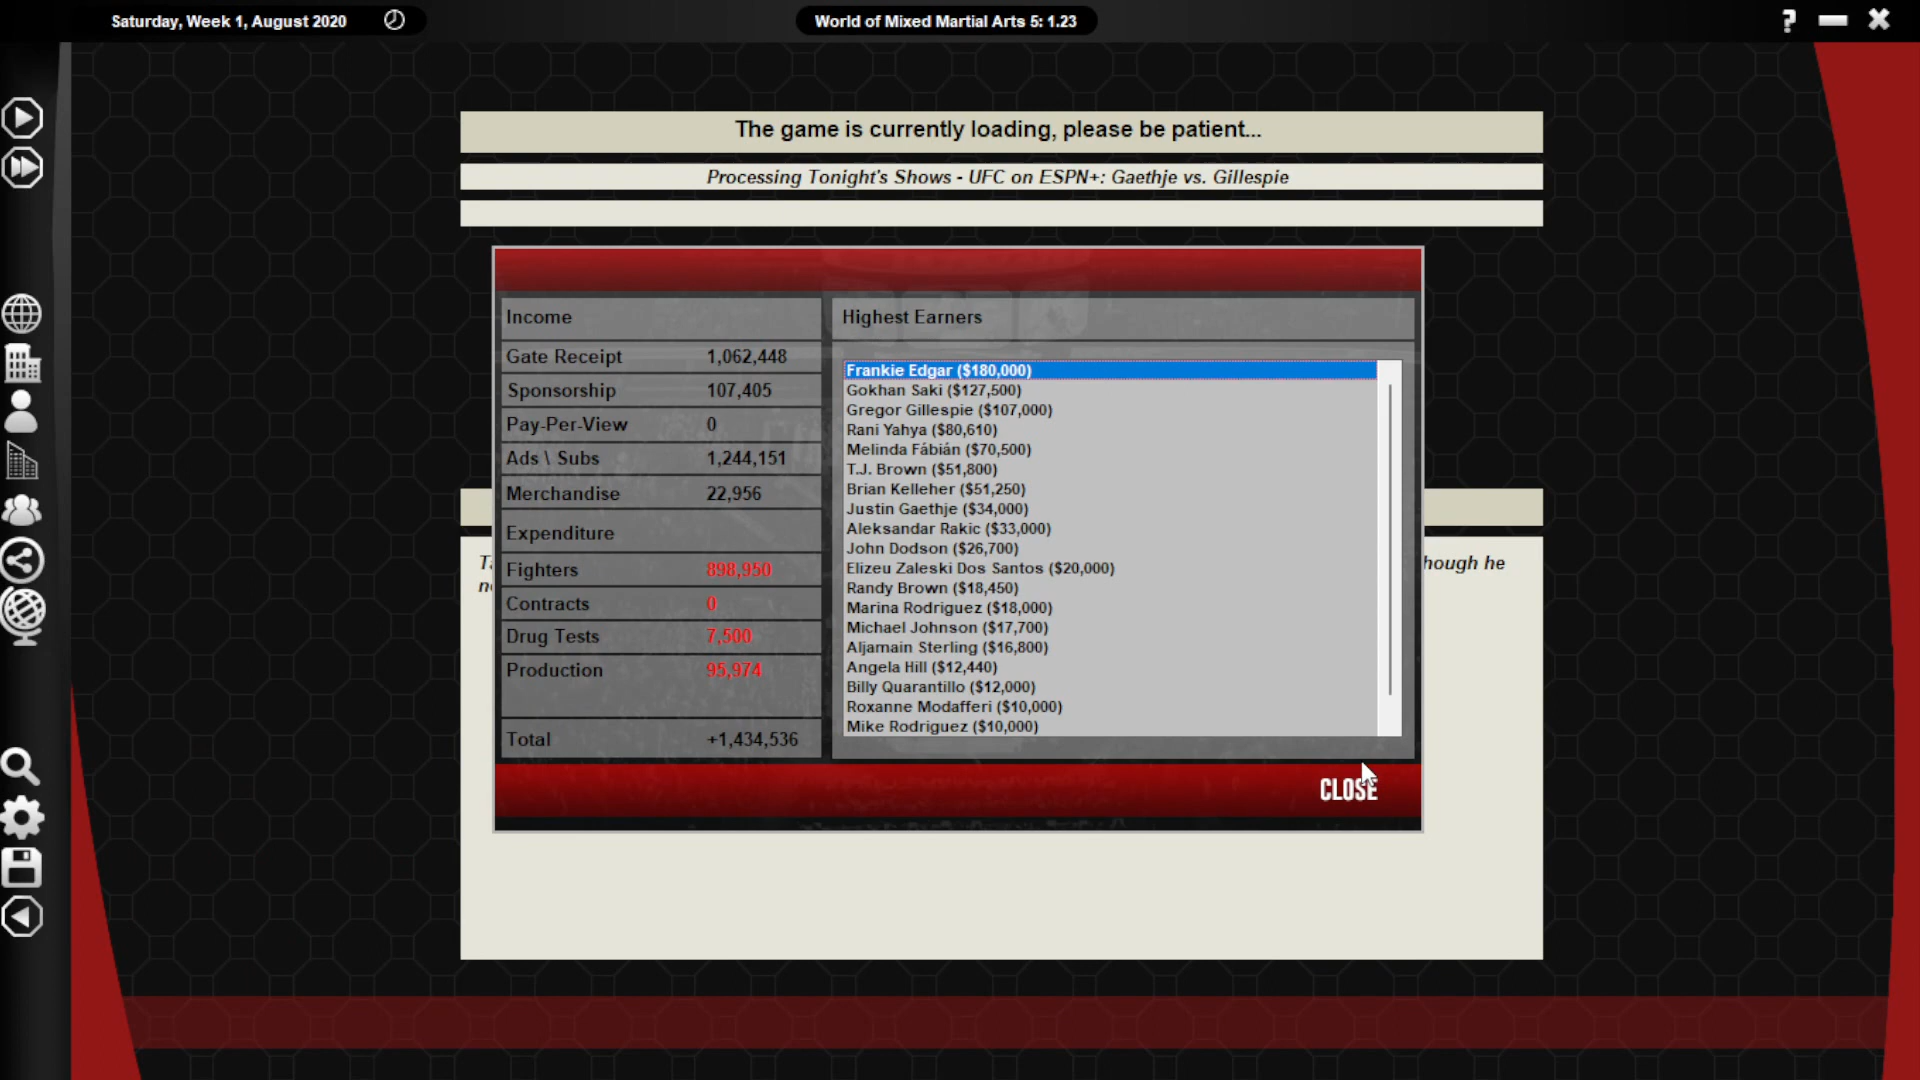 Saturday, Week 1, August 2020
World of Mixed Martial Arts 5: 1.23
The game is currently loading, please be patient...
Processing Tonight's Shows - UFC on ESPN+: Gaethje vs. Gillespie
Income
Gate Receipt 1,062,448
Sponsorship 107,405
Pay-Per-View 0
Ads \ Subs 1,244,151
Merchandise 22,956
Expenditure
Fighters 898,950
Contracts 0
Drug Tests 7,500
Production 95,974
Total +1,434,536
Highest Earners
Frankie Edgar ($180,000)
Gokhan Saki ($127,500)
Gregor Gillespie ($107,000)
Rani Yahya ($80,610)
Melinda Fábián ($70,500)
T.J. Brown ($51,800)
Brian Kelleher ($51,250)
Justin Gaethje ($34,000)
Aleksandar Rakic ($33,000)
John Dodson ($26,700)
Elizeu Zaleski Dos Santos ($20,000)
Randy Brown ($18,450)
Marina Rodriguez ($18,000)
Michael Johnson ($17,700)
Aljamain Sterling ($16,800)
Angela Hill ($12,440)
Billy Quarantillo ($12,000)
Roxanne Modafferi ($10,000)
Mike Rodriguez ($10,000)
hough he
CLOSE